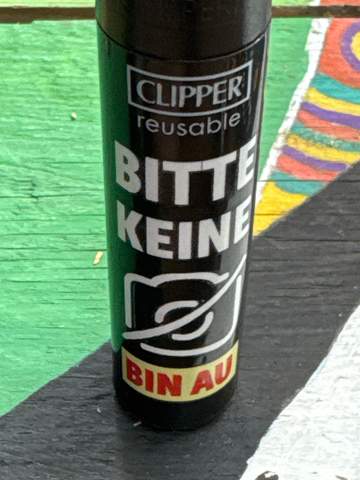 CLIPPER
reusable
BITTE
KEINE
BIN AU